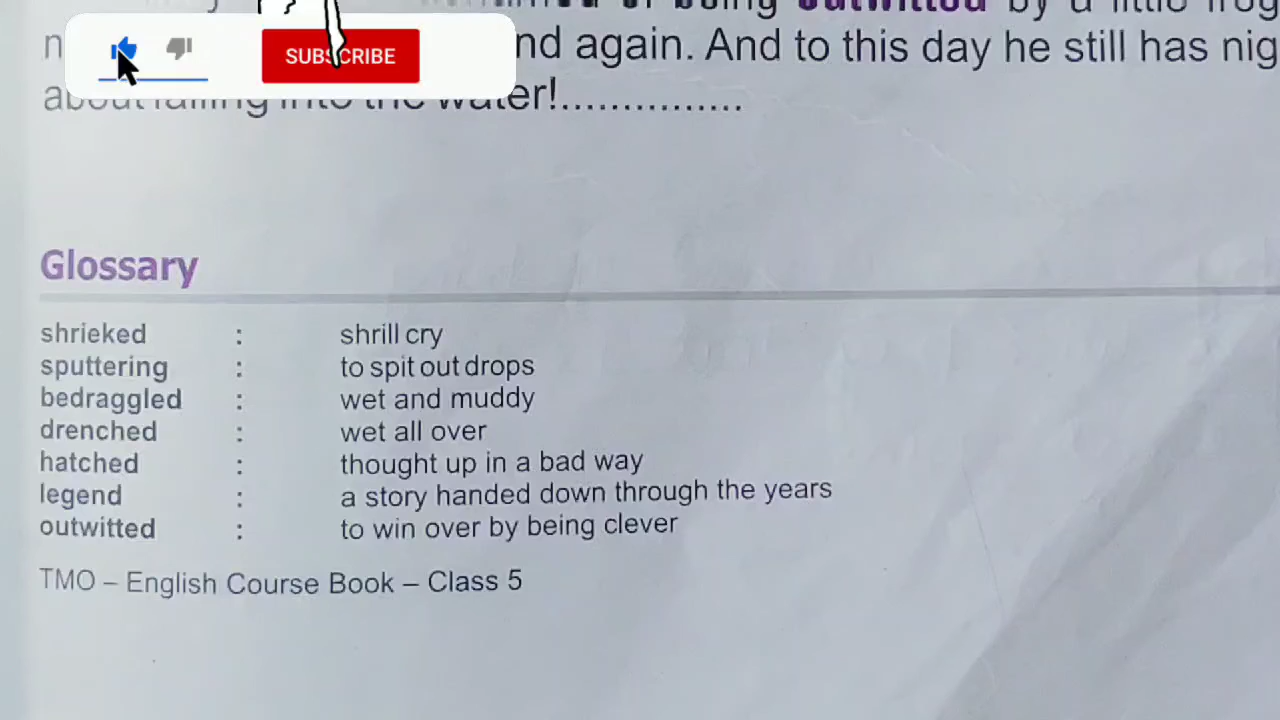 outwitted by a little frog
SUBSCRIBE
nd again. And to this day he still has nig
about falling into the water!...............
Glossary
shrieked : shrill cry
sputtering : to spit out drops
bedraggled : wet and muddy
drenched : wet all over
hatched : thought up in a bad way
legend : a story handed down through the years
outwitted : to win over by being clever
TMO – English Course Book – Class 5